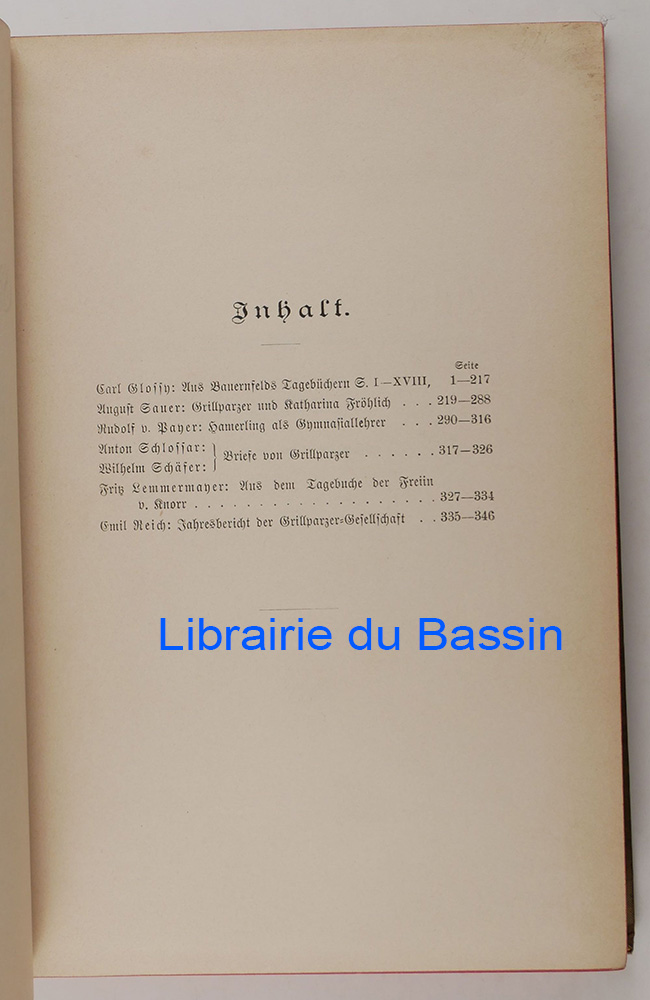 Inhalt.
Seite
Carl Glossy: Aus Bauernfelds Tagebüchern S. I—XVIII, 1—217
August Sauer: Grillparzer und Katharina Fröhlich . . . 219—288
Rudolf v. Payer: Hamerling als Gymnasiallehrer . . . 290—316
Anton Schlossar:
Wilhelm Schäfer:
} Briefe von Grillparzer . . . . . . 317—326
Fritz Lemmermayer: Aus dem Tagebuche der Freiin
v. Knorr . . . . . . . . . . . . . . . . . . 327—334
Emil Reich: Jahresbericht der Grillparzer-Gesellschaft . . 335—346
Librairie du Bassin